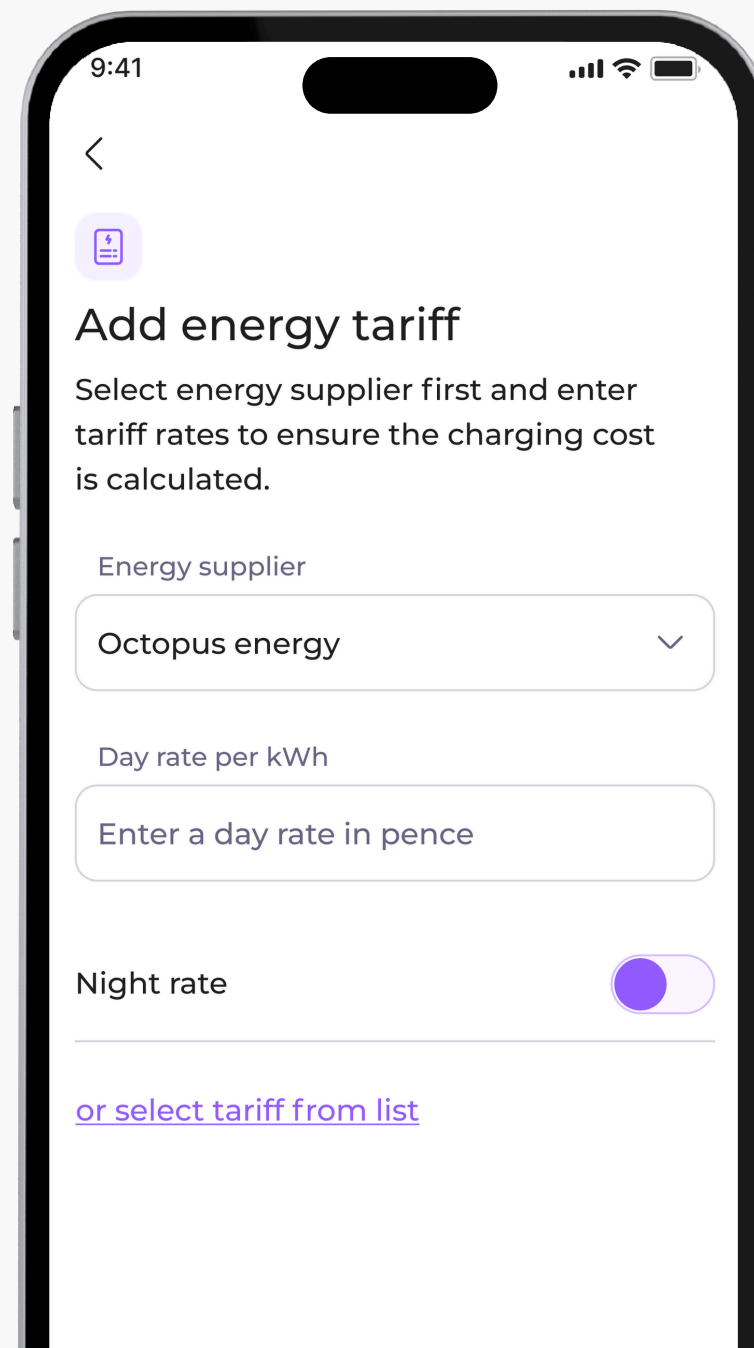 9:41
Add energy tariff
Select energy supplier first and enter
tariff rates to ensure the charging cost
is calculated.
Energy supplier
Octopus energy
Day rate per kWh
Enter a day rate in pence
Night rate
or select tariff from list